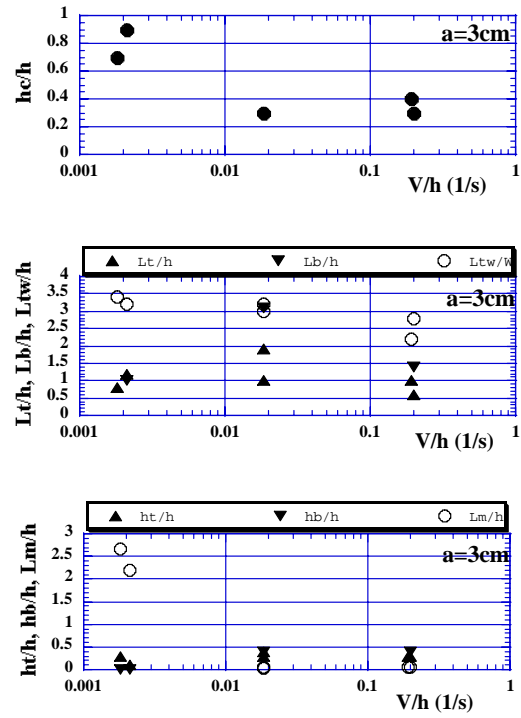 1
0.8
0.6
0.4
0.2
0
hc/h
a=3cm
0.001
0.01
0.1
1
V/h (1/s)
Lt/h
Lb/h
Ltw/W
4
3.5
3
2.5
2
1.5
1
0.5
0
Lt/h, Lb/h, Ltw/h
a=3cm
0.001
0.01
0.1
1
V/h (1/s)
ht/h
hb/h
Lm/h
3
2.5
2
1.5
1
0.5
0
ht/h, hb/h, Lm/h
a=3cm
0.001
0.01
0.1
1
V/h (1/s)